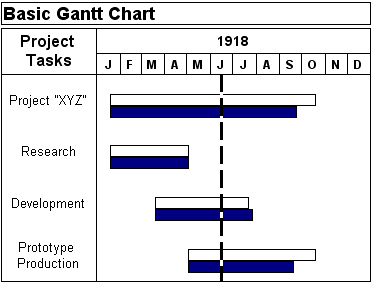 Basic Gantt Chart
Project
Tasks
1918
J F M A M J J A S O N D
Project "XYZ"
Research
Development
Prototype
Production